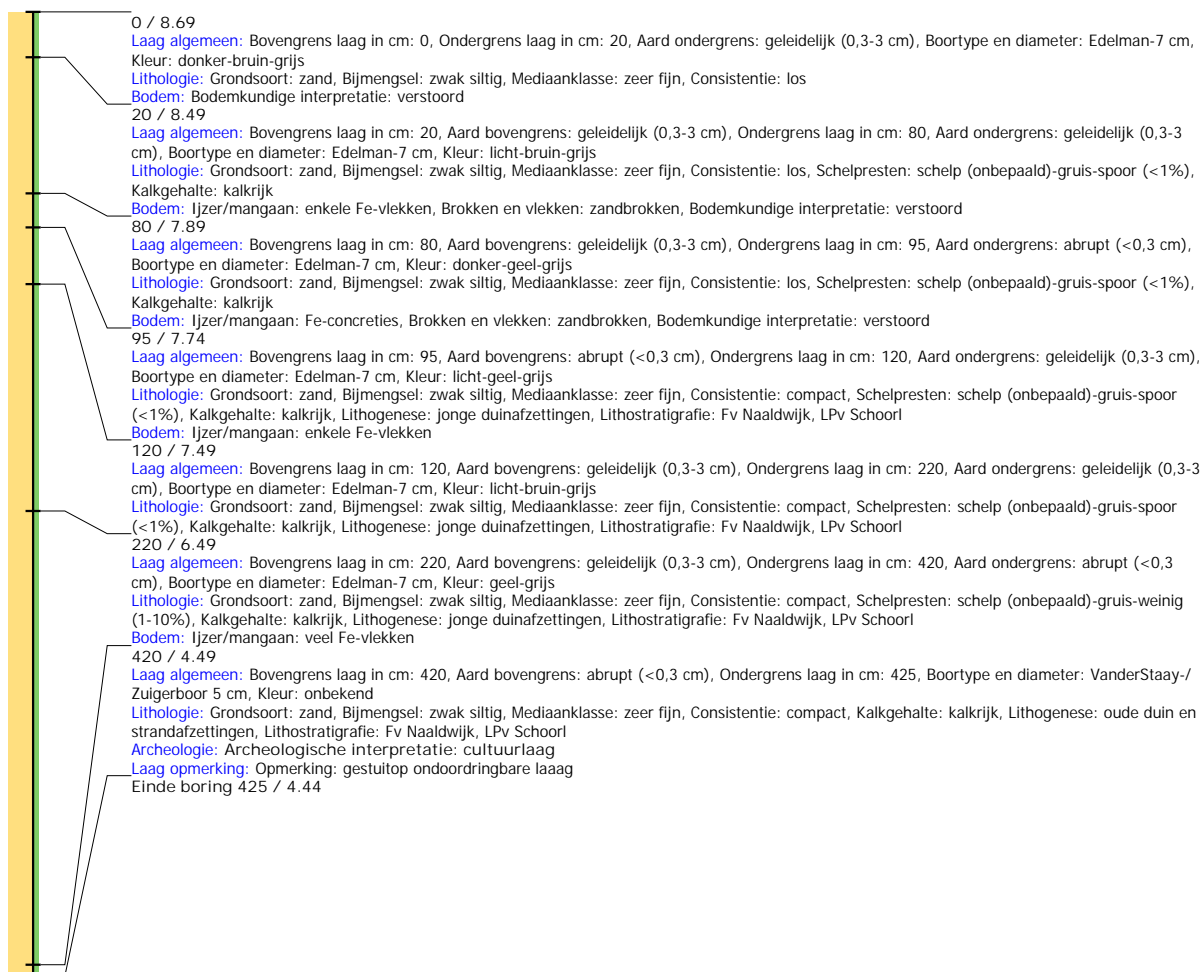 0 / 8.69
Laag algemeen: Bovengrens laag in cm: 0, Ondergrens laag in cm: 20, Aard ondergrens: geleidelijk (0,3-3 cm), Boortype en diameter: Edelman-7 cm,
Kleur: donker-bruin-grijs
Lithologie: Grondsoort: zand, Bijmengsel: zwak siltig, Mediaanklasse: zeer fijn, Consistentie: los
Bodem: Bodemkundige interpretatie: verstoord
20 / 8.49
Laag algemeen: Bovengrens laag in cm: 20, Aard bovengrens: geleidelijk (0,3-3 cm), Ondergrens laag in cm: 80, Aard ondergrens: geleidelijk (0,3-3
cm), Boortype en diameter: Edelman-7 cm, Kleur: licht-bruin-grijs
Lithologie: Grondsoort: zand, Bijmengsel: zwak siltig, Mediaanklasse: zeer fijn, Consistentie: los, Schelpresten: schelp (onbepaald)-gruis-spoor (<1%),
Kalkgehalte: kalkrijk
Bodem: Ijzer/mangaan: enkele Fe-vlekken, Brokken en vlekken: zandbrokken, Bodemkundige interpretatie: verstoord
80 / 7.89
Laag algemeen: Bovengrens laag in cm: 80, Aard bovengrens: geleidelijk (0,3-3 cm), Ondergrens laag in cm: 95, Aard ondergrens: abrupt (<0,3 cm),
Boortype en diameter: Edelman-7 cm, Kleur: donker-geel-grijs
Lithologie: Grondsoort: zand, Bijmengsel: zwak siltig, Mediaanklasse: zeer fijn, Consistentie: los, Schelpresten: schelp (onbepaald)-gruis-spoor (<1%),
Kalkgehalte: kalkrijk
Bodem: Ijzer/mangaan: Fe-concreties, Brokken en vlekken: zandbrokken, Bodemkundige interpretatie: verstoord
95 / 7.74
Laag algemeen: Bovengrens laag in cm: 95, Aard bovengrens: abrupt (<0,3 cm), Ondergrens laag in cm: 120, Aard ondergrens: geleidelijk (0,3-3 cm),
Boortype en diameter: Edelman-7 cm, Kleur: licht-geel-grijs
Lithologie: Grondsoort: zand, Bijmengsel: zwak siltig, Mediaanklasse: zeer fijn, Consistentie: compact, Schelpresten: schelp (onbepaald)-gruis-spoor
(<1%), Kalkgehalte: kalkrijk, Lithogenese: jonge duinafzettingen, Lithostratigrafie: Fv Naaldwijk, LPv Schoorl
Bodem: Ijzer/mangaan: enkele Fe-vlekken
120 / 7.49
Laag algemeen: Bovengrens laag in cm: 120, Aard bovengrens: geleidelijk (0,3-3 cm), Ondergrens laag in cm: 220, Aard ondergrens: geleidelijk (0,3-3
cm), Boortype en diameter: Edelman-7 cm, Kleur: licht-bruin-grijs
Lithologie: Grondsoort: zand, Bijmengsel: zwak siltig, Mediaanklasse: zeer fijn, Consistentie: compact, Schelpresten: schelp (onbepaald)-gruis-spoor
(<1%), Kalkgehalte: kalkrijk, Lithogenese: jonge duinafzettingen, Lithostratigrafie: Fv Naaldwijk, LPv Schoorl
220 / 6.49
Laag algemeen: Bovengrens laag in cm: 220, Aard bovengrens: geleidelijk (0,3-3 cm), Ondergrens laag in cm: 420, Aard ondergrens: abrupt (<0,3
cm), Boortype en diameter: Edelman-7 cm, Kleur: geel-grijs
Lithologie: Grondsoort: zand, Bijmengsel: zwak siltig, Mediaanklasse: zeer fijn, Consistentie: compact, Schelpresten: schelp (onbepaald)-gruis-weinig
(1-10%), Kalkgehalte: kalkrijk, Lithogenese: jonge duinafzettingen, Lithostratigrafie: Fv Naaldwijk, LPv Schoorl
Bodem: Ijzer/mangaan: veel Fe-vlekken
420 / 4.49
Laag algemeen: Bovengrens laag in cm: 420, Aard bovengrens: abrupt (<0,3 cm), Ondergrens laag in cm: 425, Boortype en diameter: VanderStaay-/
Zuigerboor 5 cm, Kleur: onbekend
Lithologie: Grondsoort: zand, Bijmengsel: zwak siltig, Mediaanklasse: zeer fijn, Consistentie: compact, Kalkgehalte: kalkrijk, Lithogenese: oude duin en
strandafzettingen, Lithostratigrafie: Fv Naaldwijk, LPv Schoorl
Archeologie: Archeologische interpretatie: cultuurlaag
Laag opmerking: Opmerking: gestuitop ondoordringbare laaag
Einde boring 425 / 4.44